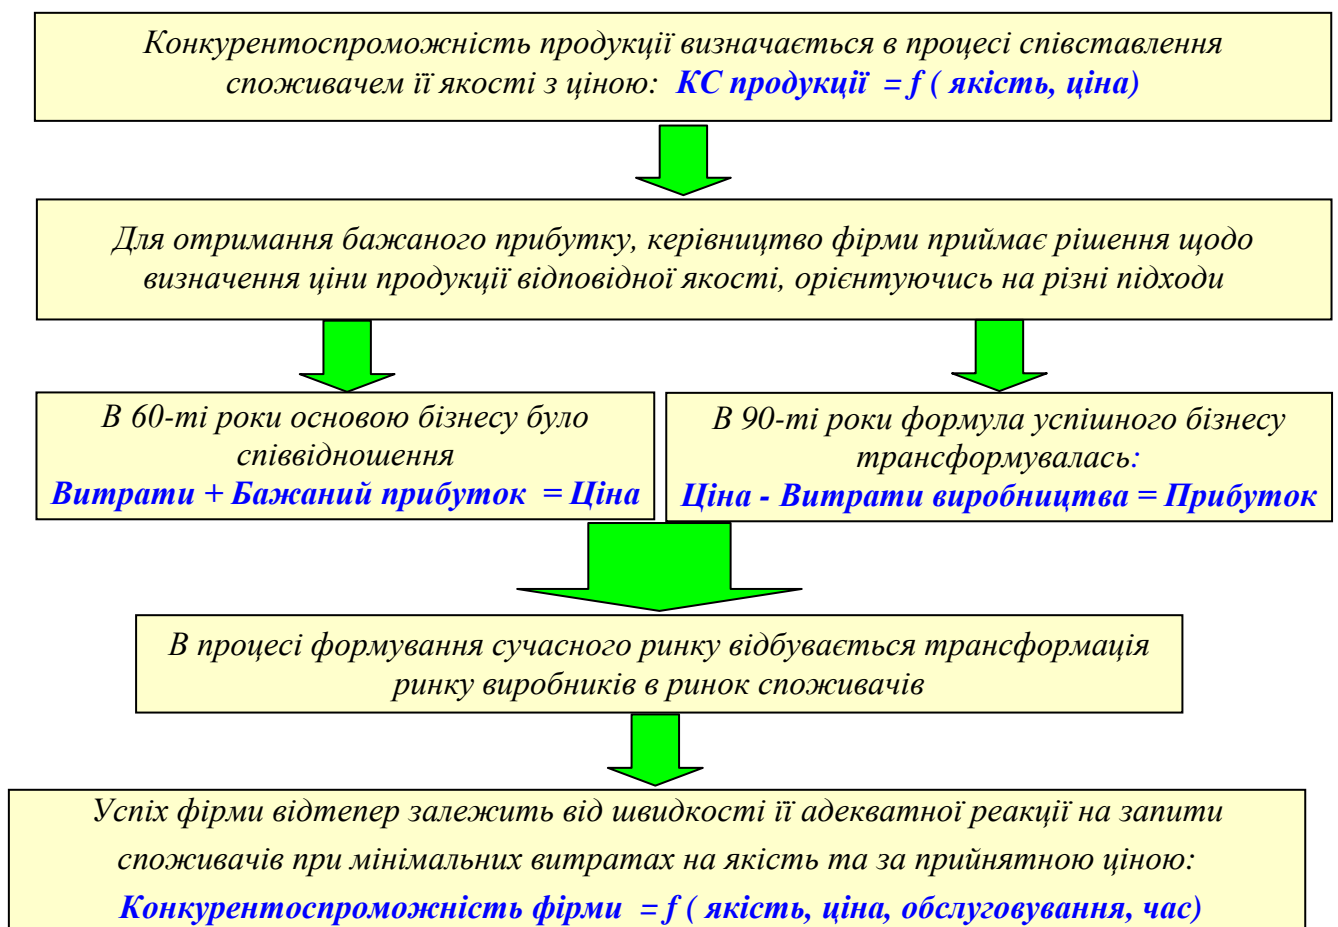 Конкурентоспроможність продукції визначається в процесі співставлення
споживачем її якості з ціною: КС продукції = f ( якість, ціна)
Для отримання бажаного прибутку, керівництво фірми приймає рішення щодо
визначення ціни продукції відповідної якості, орієнтуючись на різні підходи
В 60-ті роки основою бізнесу було
співвідношення
Витрати + Бажаний прибуток = Ціна
В 90-ті роки формула успішного бізнесу
трансформувалась:
Ціна - Витрати виробництва = Прибуток
В процесі формування сучасного ринку відбувається трансформація
ринку виробників в ринок споживачів
Успіх фірми відтепер залежить від швидкості її адекватної реакції на запити
споживачів при мінімальних витратах на якість та за прийнятною ціною:
Конкурентоспроможність фірми = f ( якість, ціна, обслуговування, час)